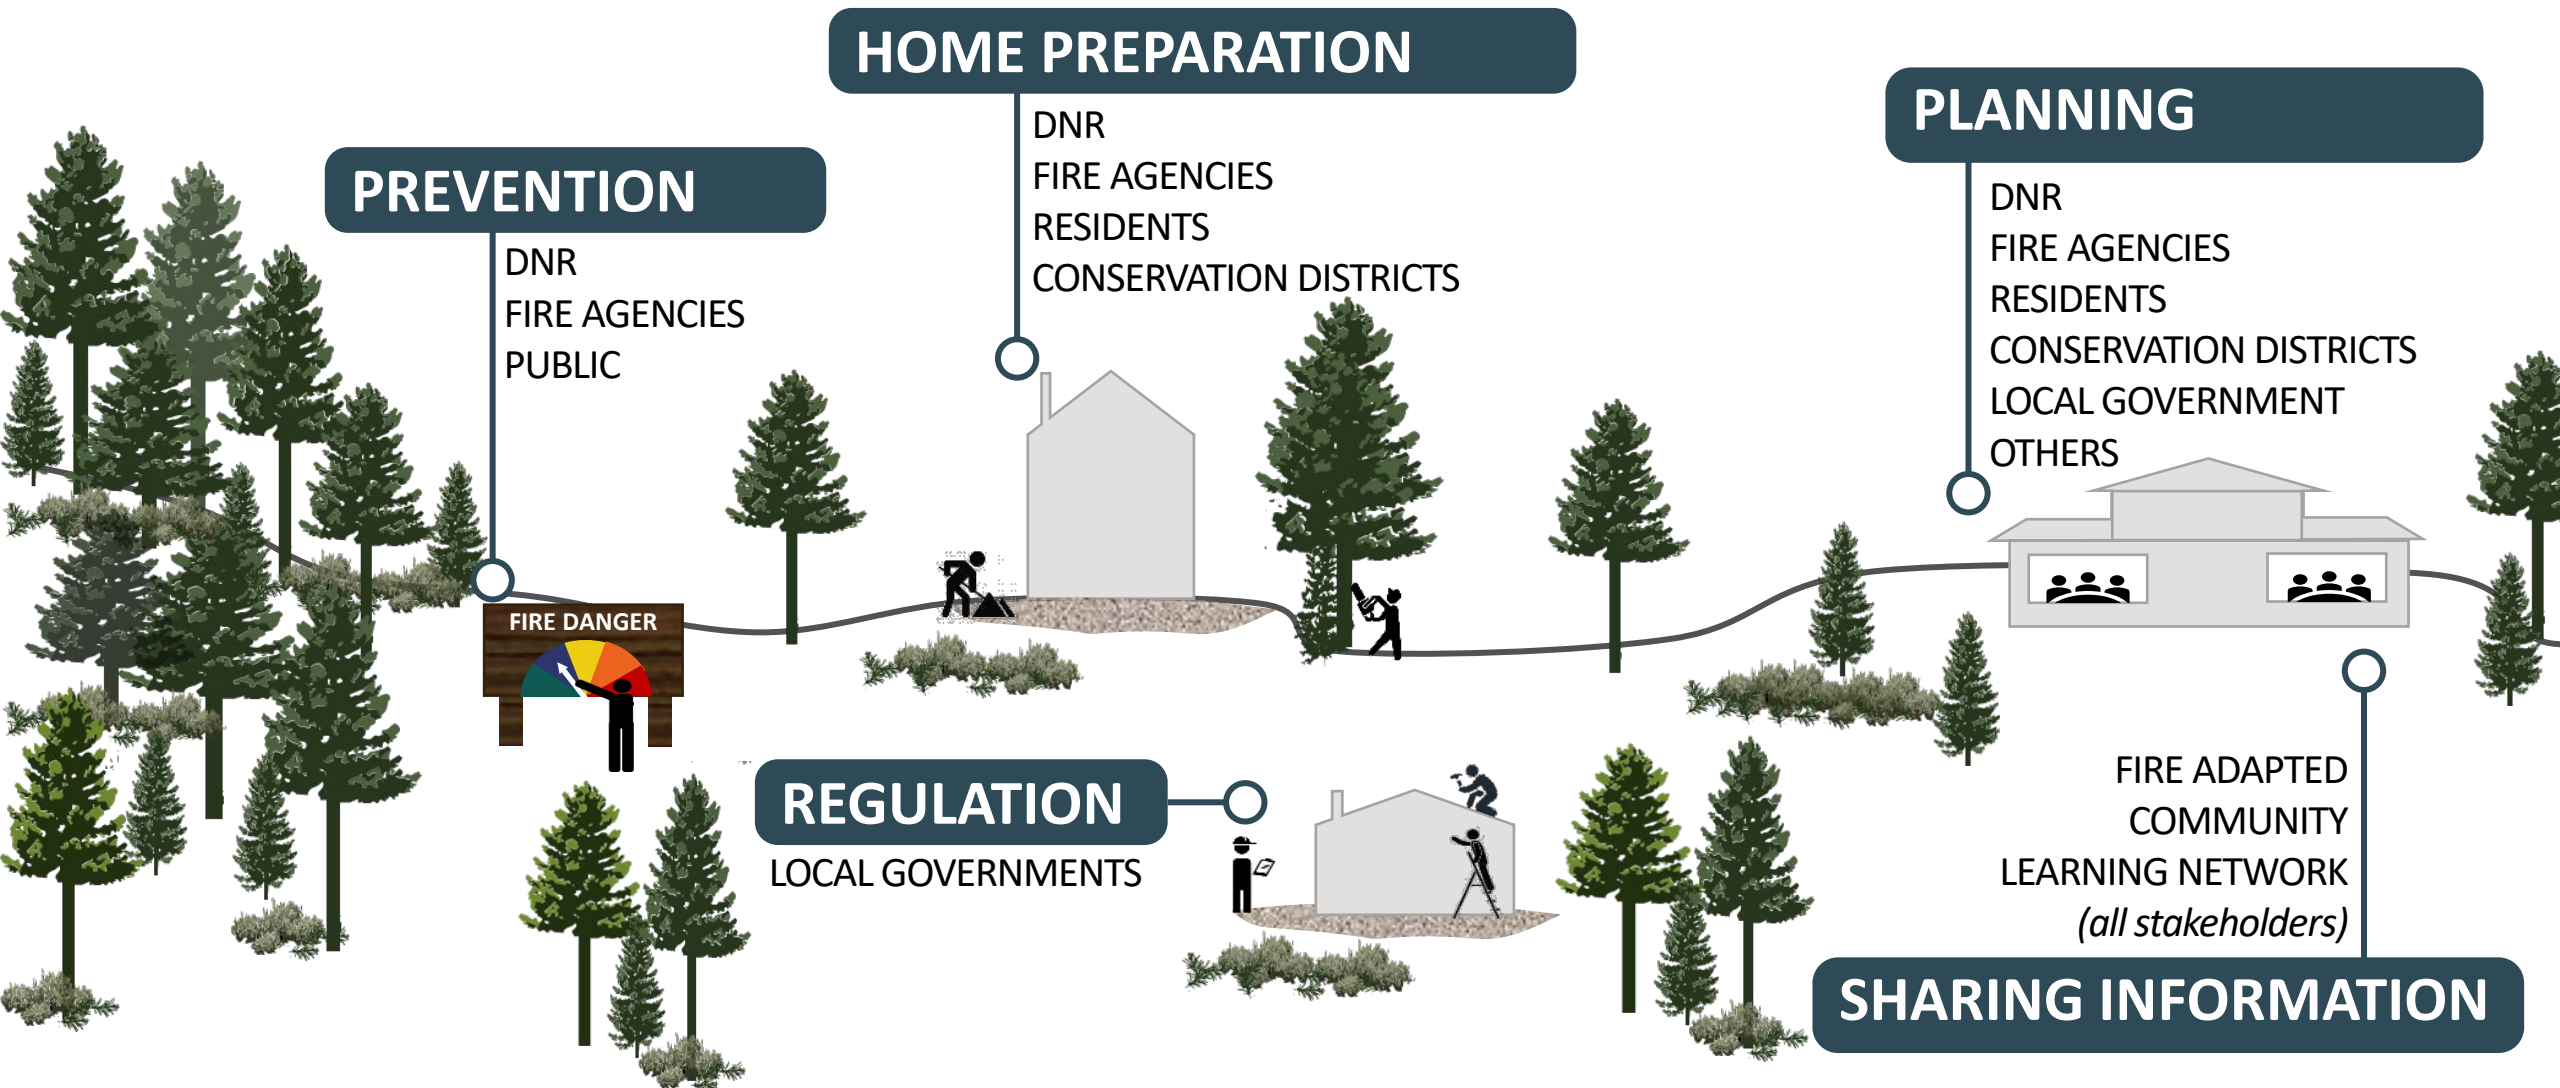 HOME PREPARATION
DNR
FIRE AGENCIES
RESIDENTS
CONSERVATION DISTRICTS
PLANNING
DNR
FIRE AGENCIES
RESIDENTS
CONSERVATION DISTRICTS
LOCAL GOVERNMENT
OTHERS
PREVENTION
DNR
FIRE AGENCIES
PUBLIC
FIRE DANGER
REGULATION
LOCAL GOVERNMENTS
FIRE ADAPTED
COMMUNITY
LEARNING NETWORK
(all stakeholders)
SHARING INFORMATION